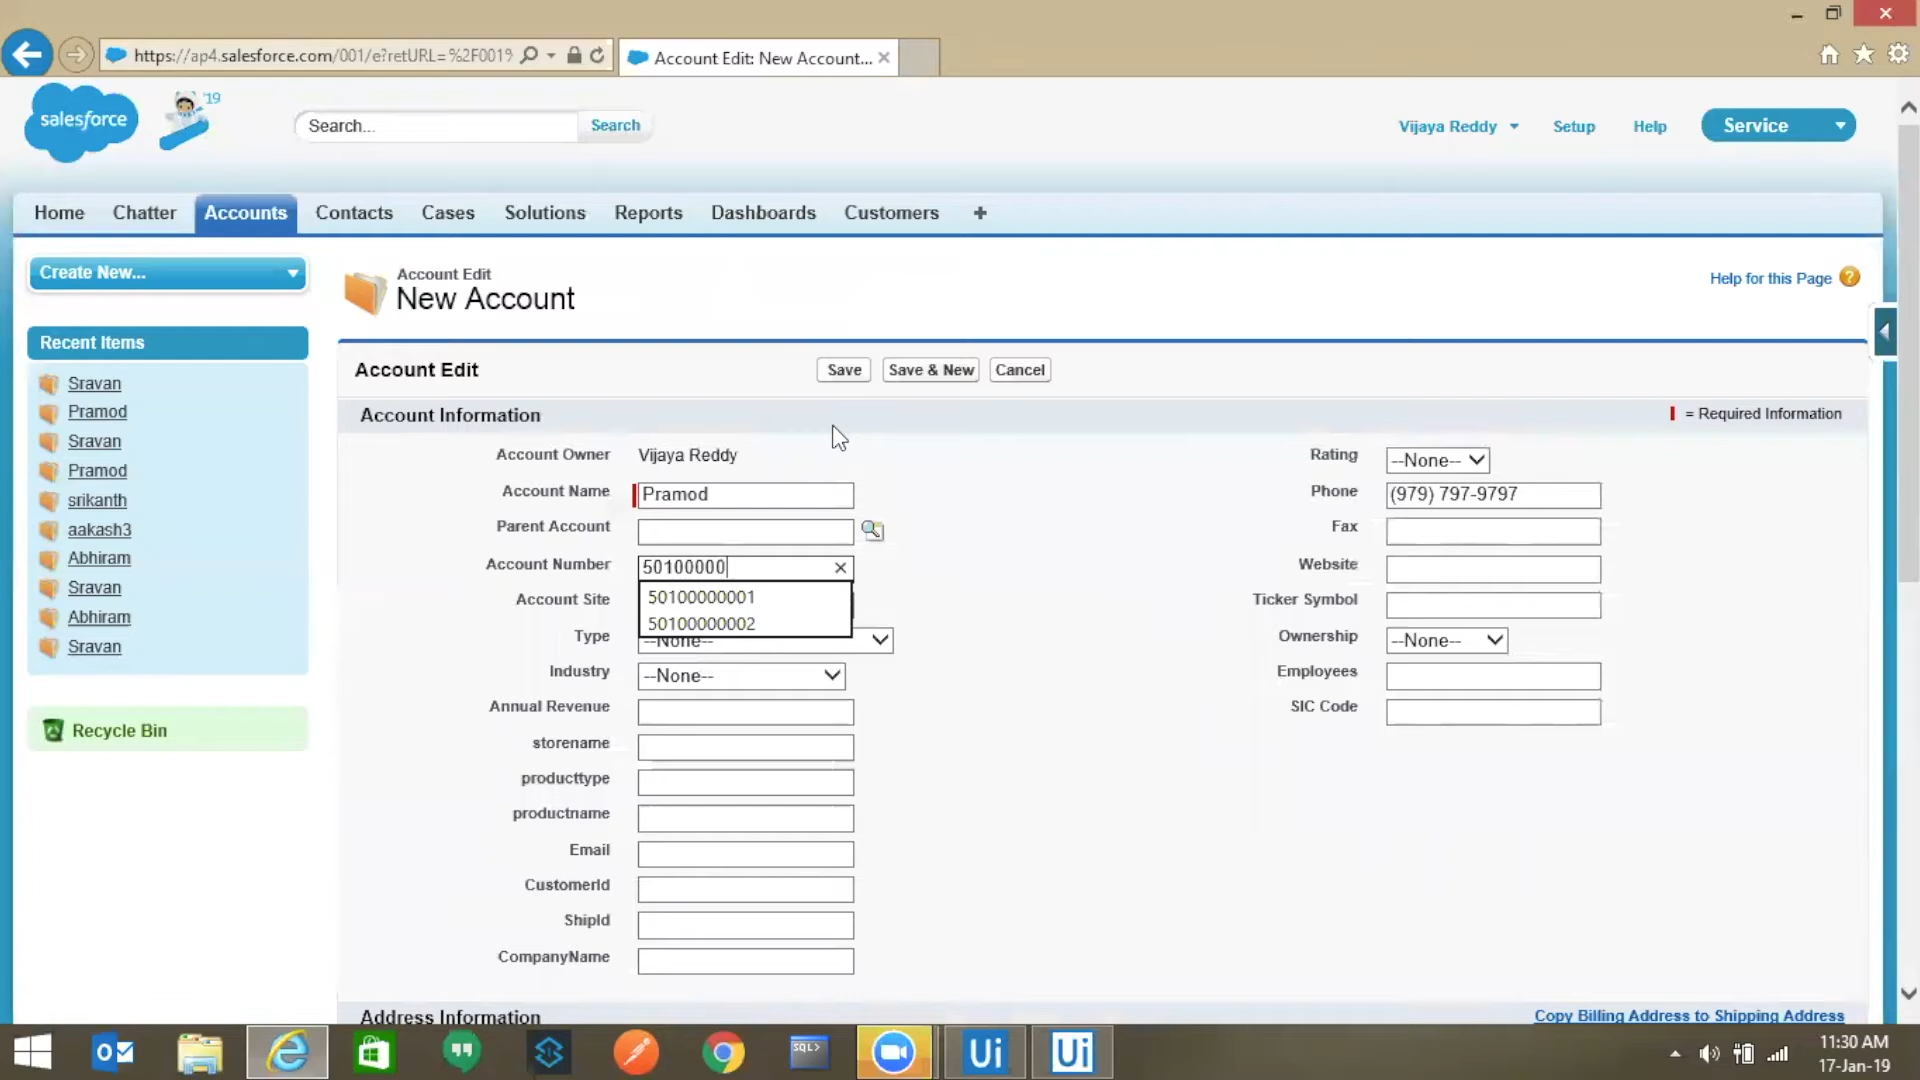 https://ap4.salesforce.com/001/e?retURL=%2F001?
Account Edit: New Account...
salesforce
'19
Search...
Search
Vijaya Reddy
Setup
Help
Service
Home
Chatter
Accounts
Contacts
Cases
Solutions
Reports
Dashboards
Customers
+
Create New...
Recent Items
Sravan
Pramod
Sravan
Pramod
srikanth
aakash3
Abhiram
Sravan
Abhiram
Sravan
Recycle Bin
Account Edit
New Account
Help for this Page
?
Account Edit
Save
Save & New
Cancel
Account Information
= Required Information
Account Owner
Vijaya Reddy
Account Name
Pramod
Parent Account
Account Number
50100000
50100000001
50100000002
Account Site
Type
--None--
Industry
--None--
Annual Revenue
storename
producttype
productname
Email
CustomerId
ShipId
CompanyName
Rating
--None--
Phone
(979) 797-9797
Fax
Website
Ticker Symbol
Ownership
--None--
Employees
SIC Code
Address Information
Copy Billing Address to Shipping Address
SQL>
Ui
Ui
11:30 AM
17-Jan-19